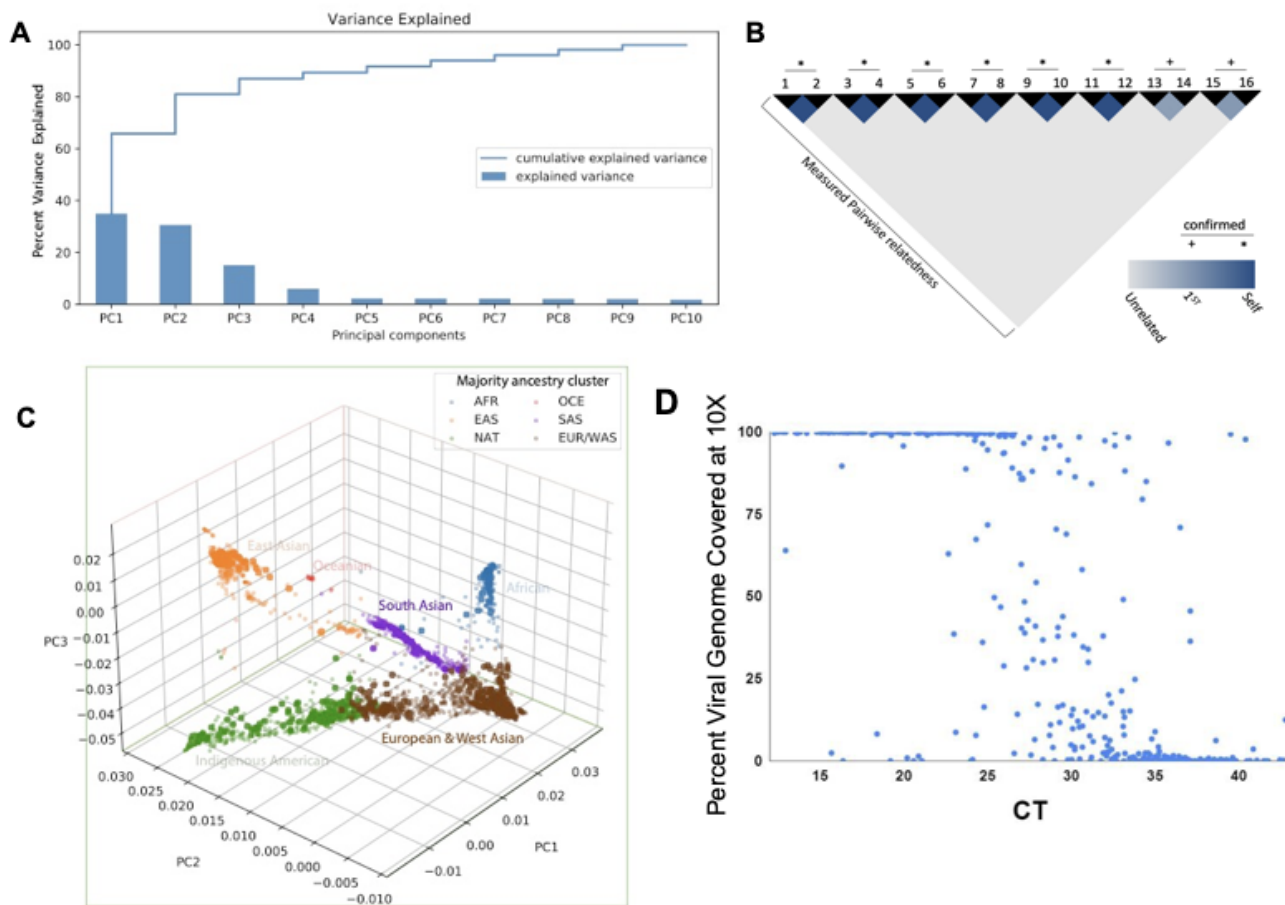 A
Variance Explained
100
80
60
40
20
0
Percent Variance Explained
cumulative explained variance
explained variance
PC1 PC2 PC3 PC4 PC5 PC6 PC7 PC8 PC9 PC10
Principal components
B
* * * * * * + +
1 2 3 4 5 6 7 8 9 10 11 12 13 14 15 16
Measured Pairwise relatedness
confirmed
+ *
Unrelated 1ST Self
C
Majority ancestry cluster
AFR OCE
EAS SAS
NAT EUR/WAS
East Asian
Oceanian
African
South Asian
European & West Asian
Indigenous American
0.02
0.01
0.00
−0.01
−0.02
−0.03
−0.04
−0.05
PC3
0.030
0.025
0.020
0.015
0.010
0.005
0.000
−0.005
−0.010
PC2
−0.01
0.00
0.01
0.02
0.03
PC1
D
Percent Viral Genome Covered at 10X
100
75
50
25
0
15 20 25 30 35 40
CT